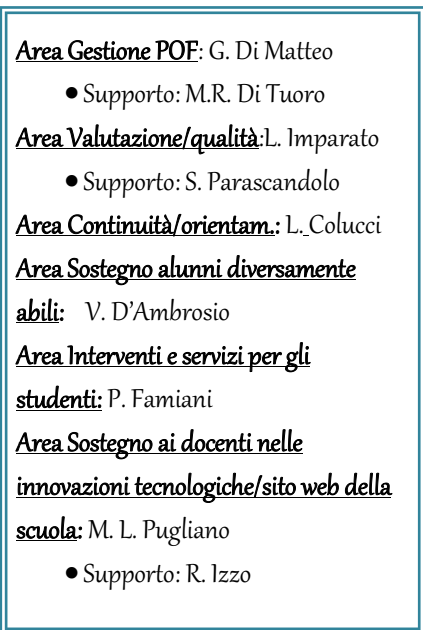 Area Gestione POF: G. Di Matteo
• Supporto: M.R. Di Tuoro
Area Valutazione/qualità:L. Imparato
• Supporto: S. Parascandolo
Area Continuità/orientam.: L. Colucci
Area Sostegno alunni diversamente
abili: V. D'Ambrosio
Area Interventi e servizi per gli
studenti: P. Famiani
Area Sostegno ai docenti nelle
innovazioni tecnologiche/sito web della
scuola: M. L. Pugliano
• Supporto: R. Izzo